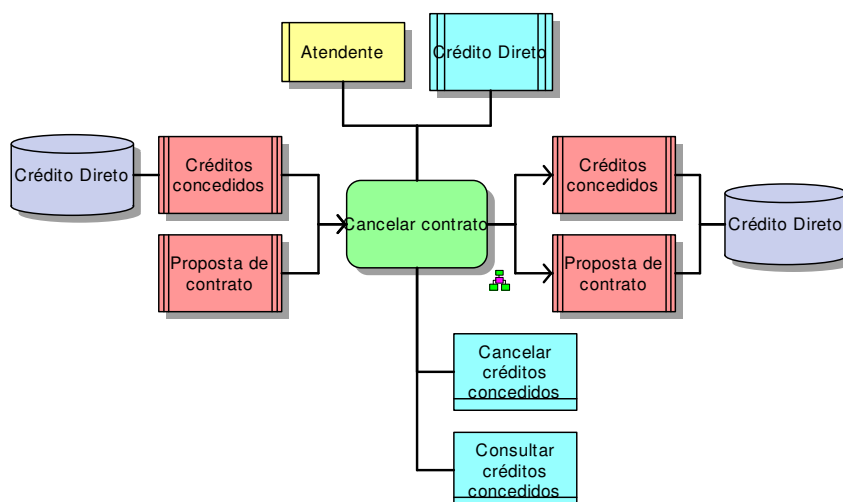 Atendente
Crédito Direto
Crédito Direto
Créditos
concedidos
Proposta de
contrato
Cancelar contrato
Créditos
concedidos
Proposta de
contrato
Crédito Direto
Cancelar
créditos
concedidos
Consultar
créditos
concedidos